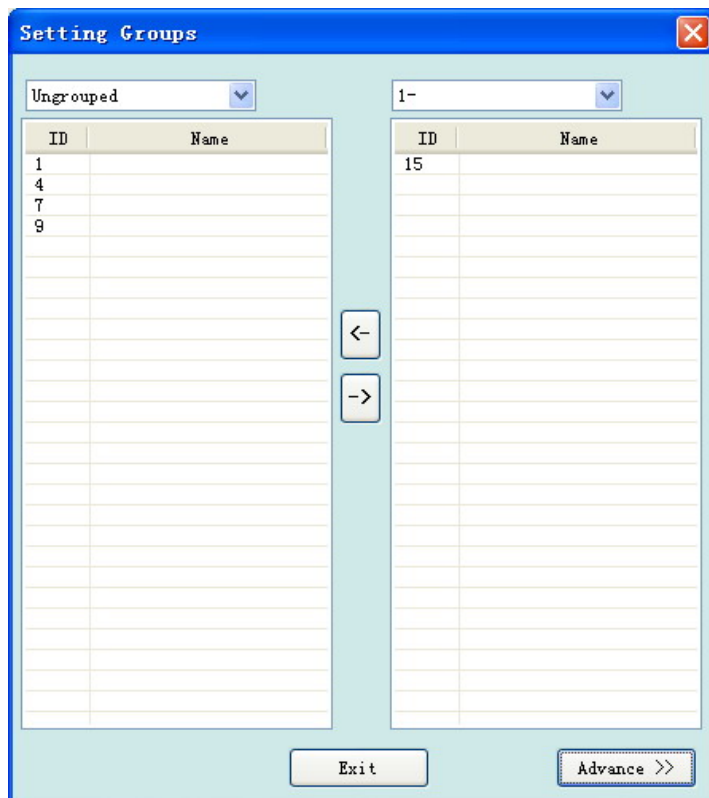 Setting Groups
Ungrouped
1-
ID Name
ID Name
1
4
7
9
15
<-
->
Exit
Advance >>